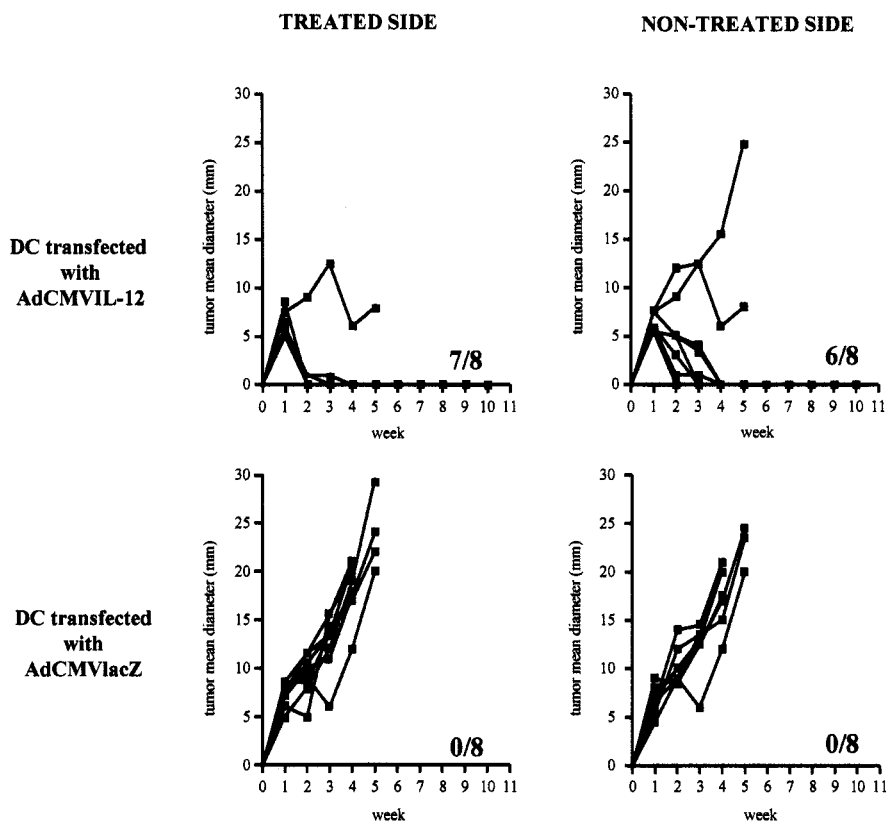 TREATED SIDE
NON-TREATED SIDE
DC transfected
with
AdCMVIL-12
tumor mean diameter (mm)
30
25
20
15
10
5
0
0 1 2 3 4 5 6 7 8 9 10 11
week
7/8
tumor mean diameter (mm)
30
25
20
15
10
5
0
0 1 2 3 4 5 6 7 8 9 10 11
week
6/8
DC transfected
with
AdCMVlacZ
tumor mean diameter (mm)
30
25
20
15
10
5
0
0 1 2 3 4 5 6 7 8 9 10 11
week
0/8
tumor mean diameter (mm)
30
25
20
15
10
5
0
0 1 2 3 4 5 6 7 8 9 10 11
week
0/8